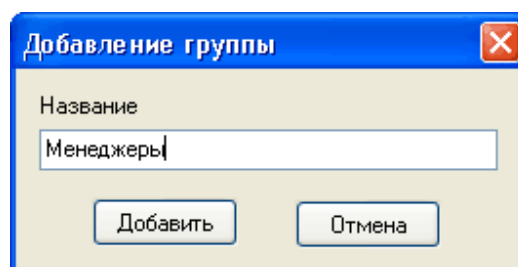 Добавление группы
Название
Менеджеры
Добавить Отмена